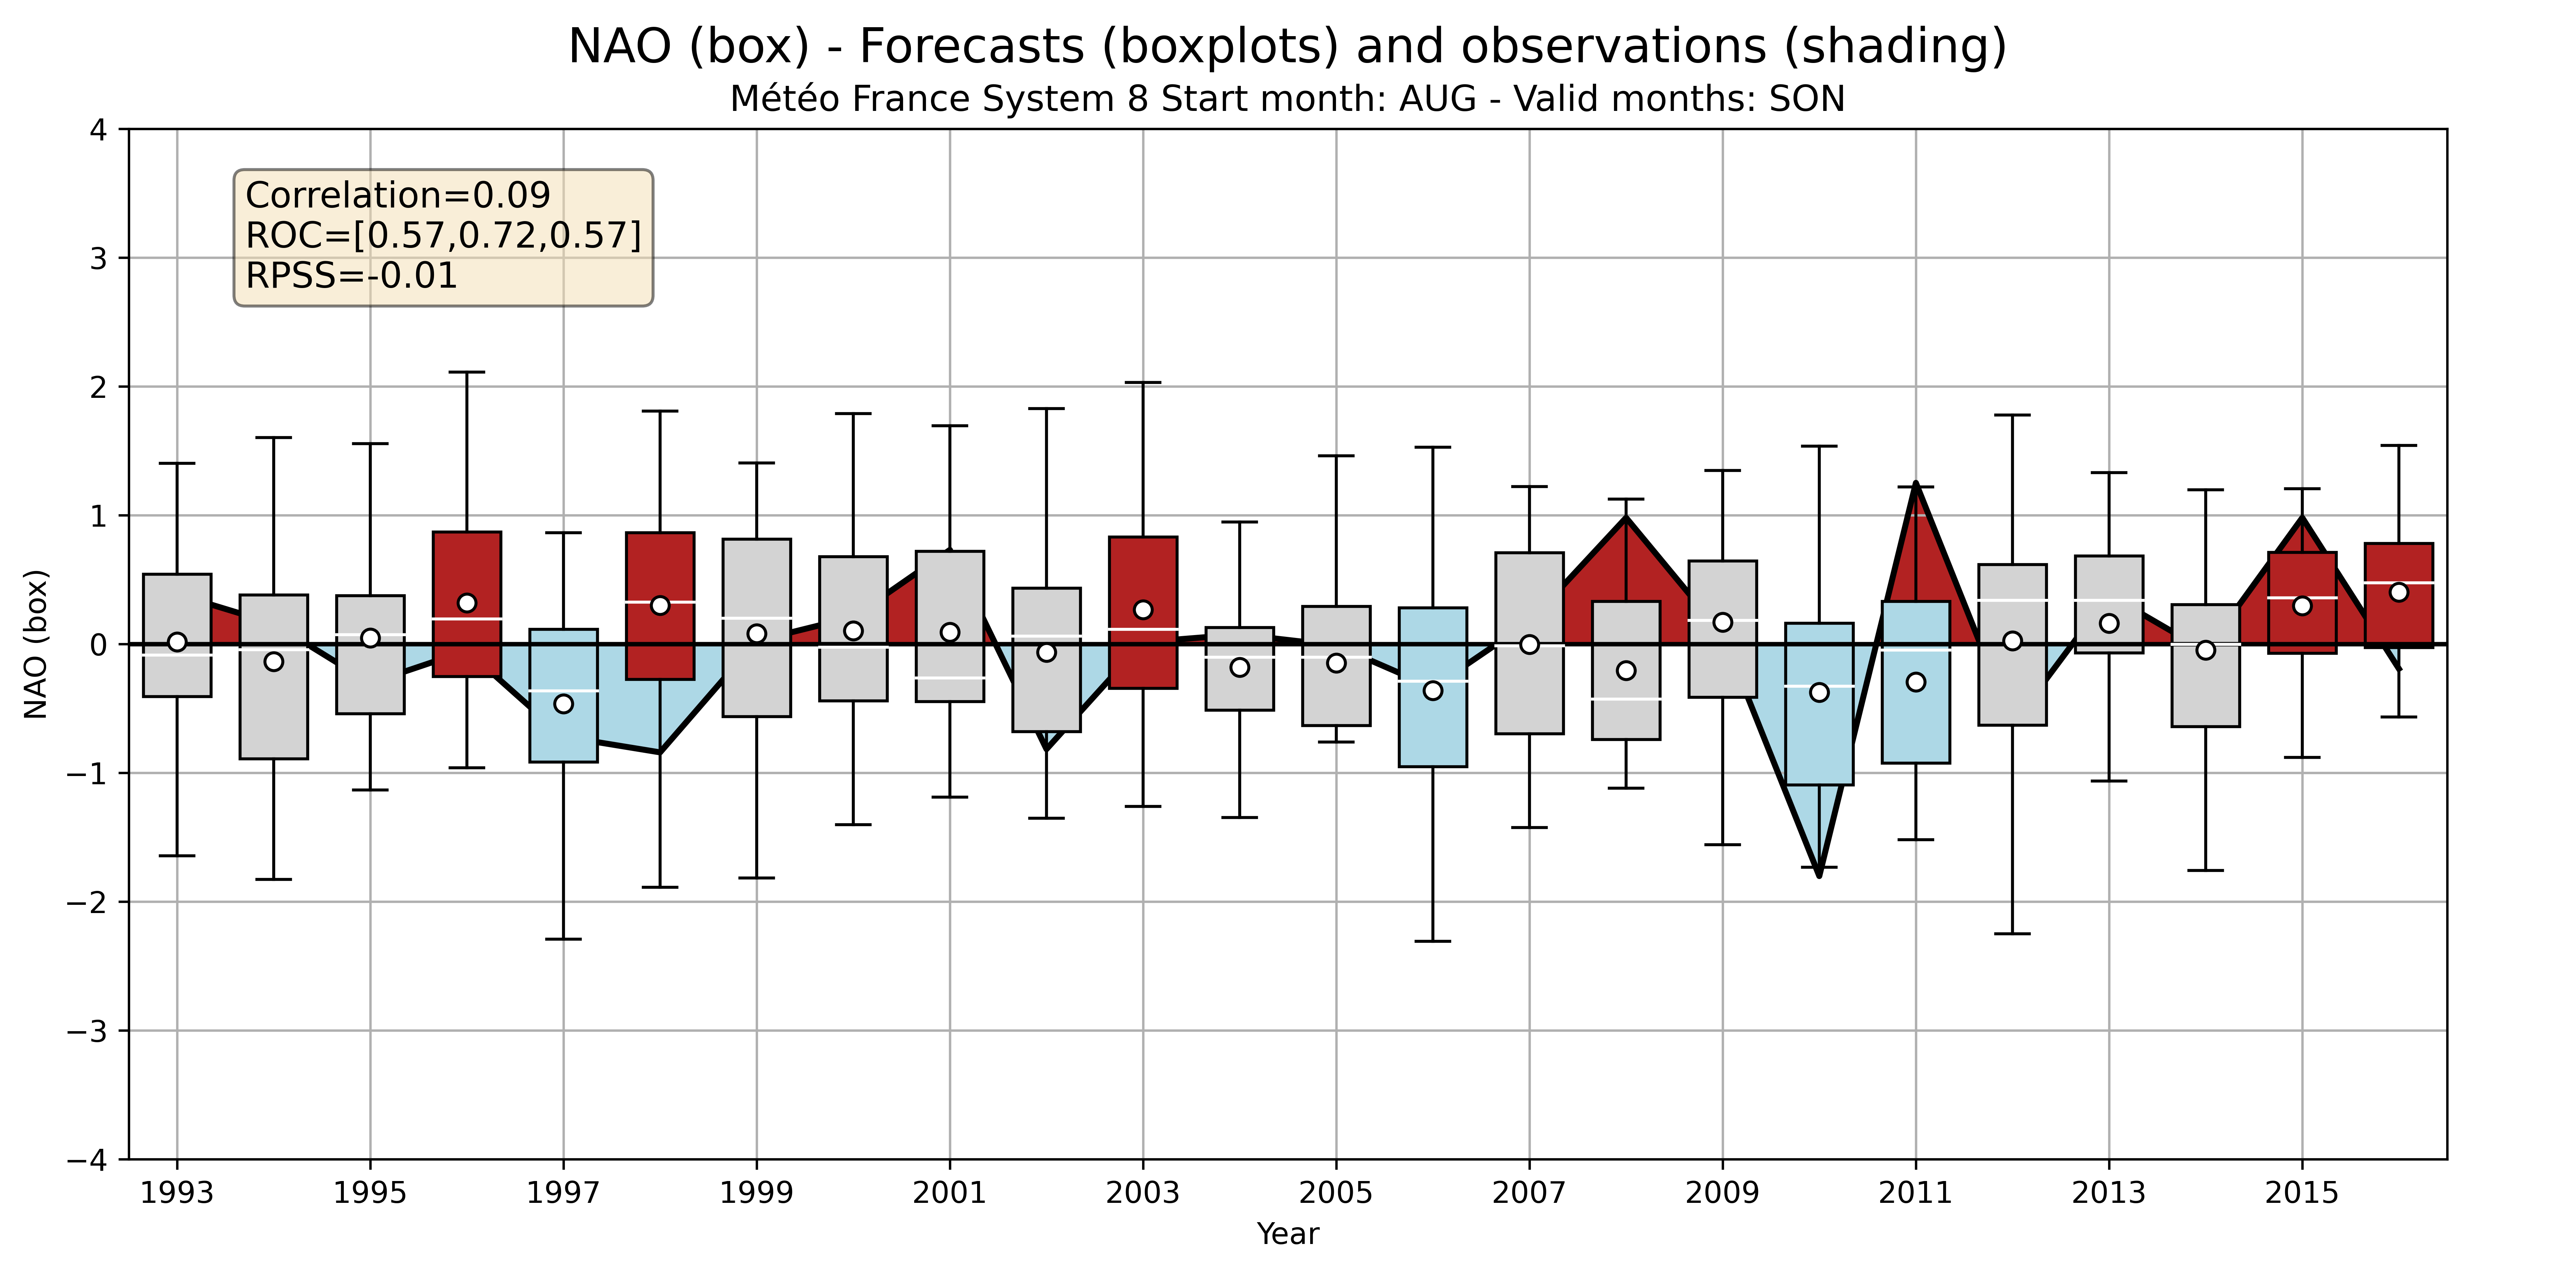 NAO (box) - Forecasts (boxplots) and observations (shading)
Météo France System 8 Start month: AUG - Valid months: SON
Correlation=0.09
ROC=[0.57,0.72,0.57]
RPSS=-0.01
NAO (box)
4
3
2
1
0
−1
−2
−3
−4
1993 1995 1997 1999 2001 2003 2005 2007 2009 2011 2013 2015
Year